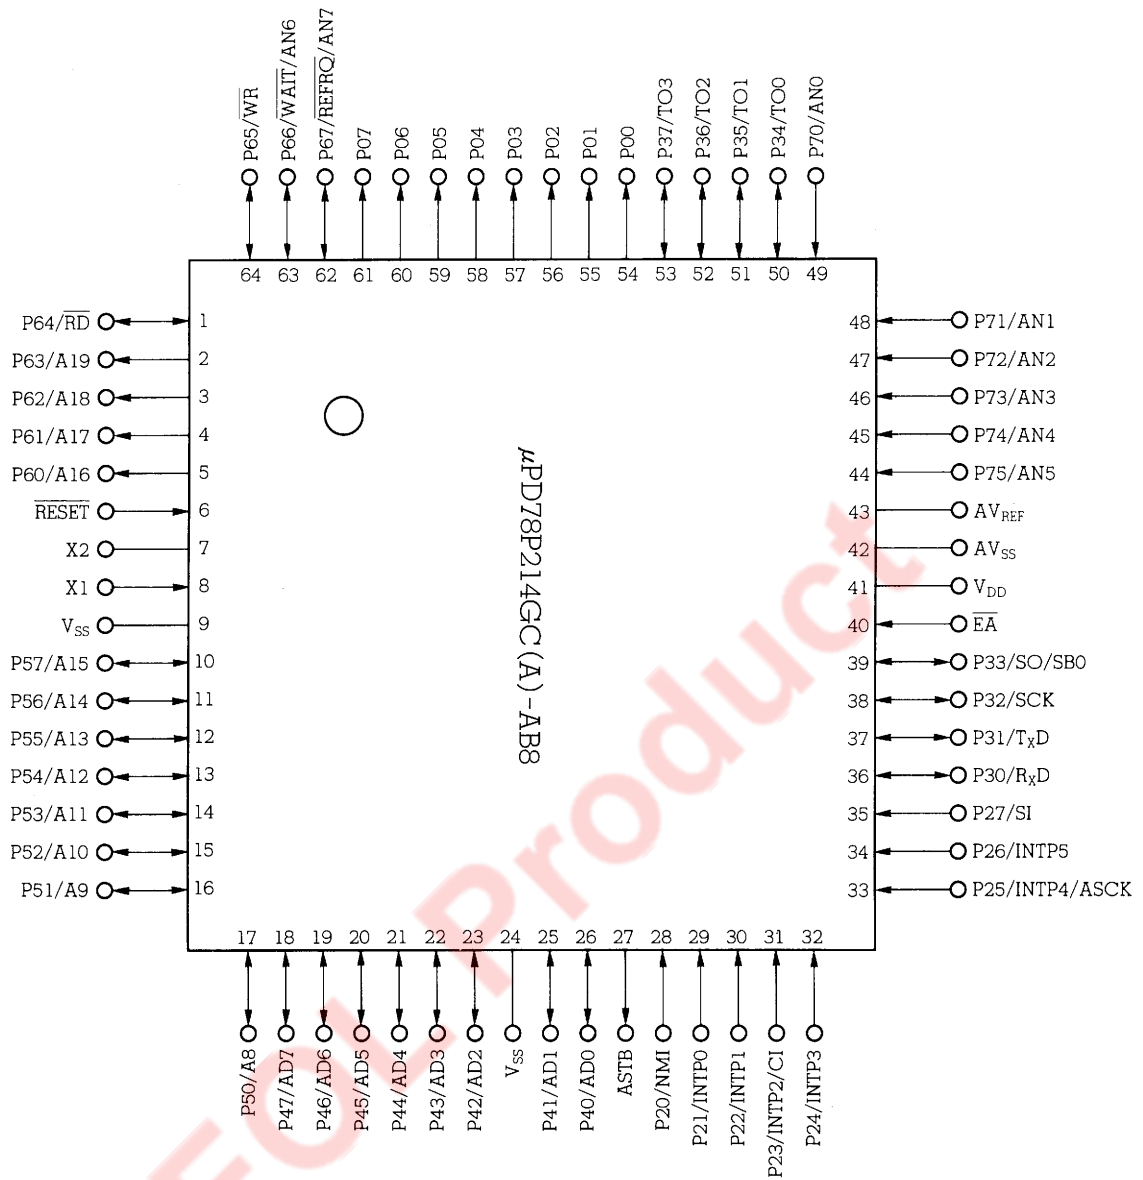 P65/WR
P66/WAIT/AN6
P67/REFRQ/AN7
P07
P06
P05
P04
P03
P02
P01
P00
P37/TO3
P36/TO2
P35/TO1
P34/TO0
P70/AN0
64 63 62 61 60 59 58 57 56 55 54 53 52 51 50 49
P64/RD 1
P63/A19 2
P62/A18 3
P61/A17 4
P60/A16 5
RESET 6
X2 7
X1 8
VSS 9
P57/A15 10
P56/A14 11
P55/A13 12
P54/A12 13
P53/A11 14
P52/A10 15
P51/A9 16
μPD78P214GC(A)-AB8
48 P71/AN1
47 P72/AN2
46 P73/AN3
45 P74/AN4
44 P75/AN5
43 AVREF
42 AVSS
41 VDD
40 EA
39 P33/SO/SB0
38 P32/SCK
37 P31/TXD
36 P30/RXD
35 P27/SI
34 P26/INTP5
33 P25/INTP4/ASCK
17 18 19 20 21 22 23 24 25 26 27 28 29 30 31 32
P50/A8
P47/AD7
P46/AD6
P45/AD5
P44/AD4
P43/AD3
P42/AD2
VSS
P41/AD1
P40/AD0
ASTB
P20/NMI
P21/INTP0
P22/INTP1
P23/INTP2/CI
P24/INTP3
EOL Product